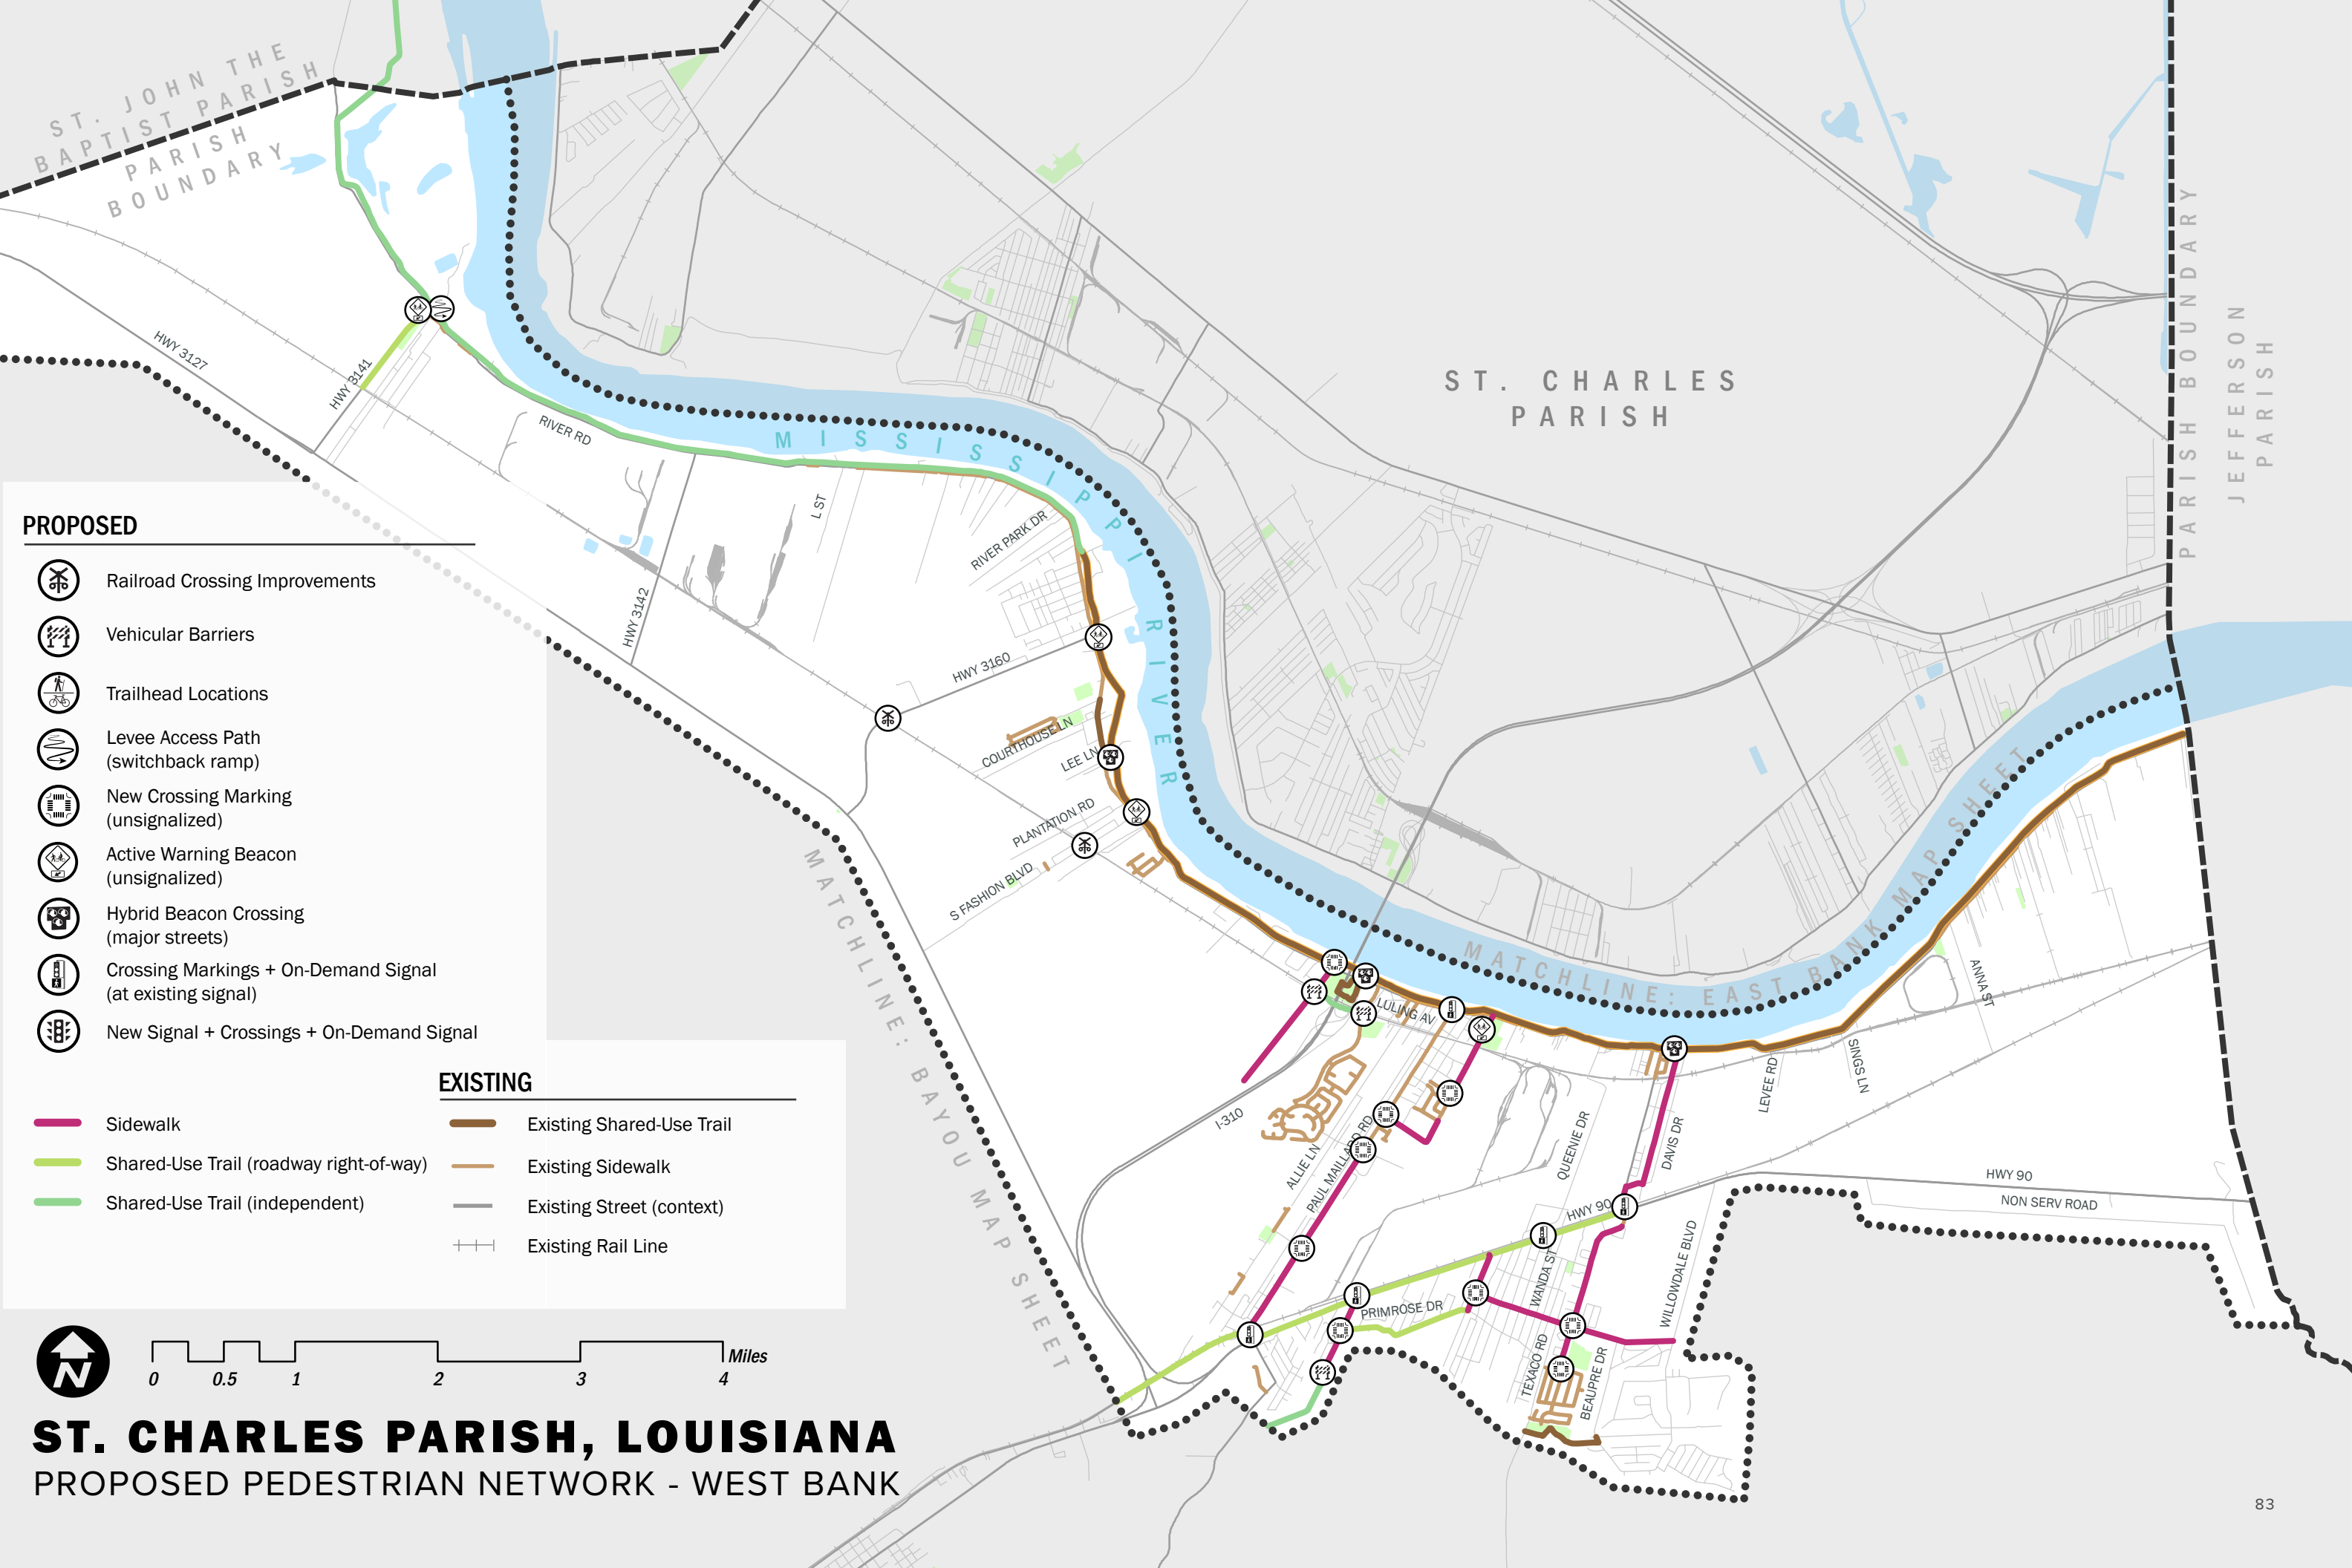 ST. JOHN THE
BAPTIST PARISH
PARISH
BOUNDARY
ST. CHARLES
PARISH
PARISH BOUNDARY
JEFFERSON
PARISH
MISSISSIPPI RIVER
HWY 3127
HWY 3141
RIVER RD
L ST
RIVER PARK DR
HWY 3142
HWY 3160
COURTHOUSE LN
LEE LN
PLANTATION RD
S FASHION BLVD
MATCHLINE: BAYOU MAP SHEET
MATCHLINE: EAST BANK MAP SHEET
LULING AV
I-310
ALLIE LN
PAUL MAILLARD RD
QUEENIE DR
DAVIS DR
LEVEE RD
SINGS LN
ANNA ST
HWY 90
HWY 90
NON SERV ROAD
WANDA ST
WILLOWDALE BLVD
PRIMROSE DR
TEXACO RD
BEAUPRE DR
PROPOSED
Railroad Crossing Improvements
Vehicular Barriers
Trailhead Locations
Levee Access Path
(switchback ramp)
New Crossing Marking
(unsignalized)
Active Warning Beacon
(unsignalized)
Hybrid Beacon Crossing
(major streets)
Crossing Markings + On-Demand Signal
(at existing signal)
New Signal + Crossings + On-Demand Signal
Sidewalk
Shared-Use Trail (roadway right-of-way)
Shared-Use Trail (independent)
EXISTING
Existing Shared-Use Trail
Existing Sidewalk
Existing Street (context)
Existing Rail Line
N
0 0.5 1 2 3 4 Miles
ST. CHARLES PARISH, LOUISIANA
PROPOSED PEDESTRIAN NETWORK - WEST BANK
83